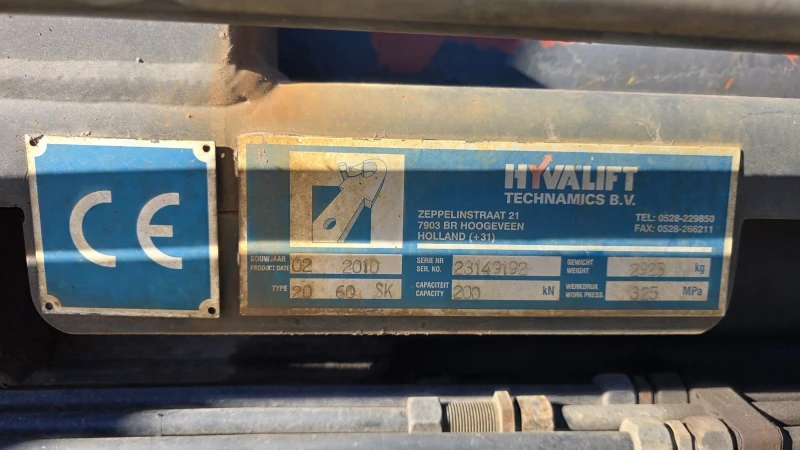 CE
HYVALIFT
TECHNAMICS B.V.
ZEPPELINSTRAAT 21
7903 BR HOOGEVEEN
HOLLAND (+31)
TEL: 0528-229850
FAX: 0528-266211
BOUWJAAR
PRODUCT DATE 02 2010
SERIE NR
SER. NO. 23149192
GEWICHT
WEIGHT kg
TYPE 20 60 SK
CAPACITEIT
CAPACITY 200 kN
WERKDRUK
WORK PRESS. 325 MPa